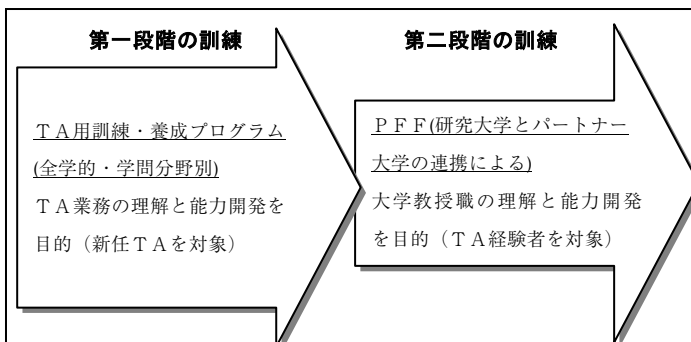 第一段階の訓練
ＴＡ用訓練・養成プログラム
(全学的・学問分野別)
ＴＡ業務の理解と能力開発を
目的（新任ＴＡを対象）
第二段階の訓練
ＰＦＦ(研究大学とパートナー
大学の連携による)
大学教授職の理解と能力開発
を目的（ＴＡ経験者を対象）